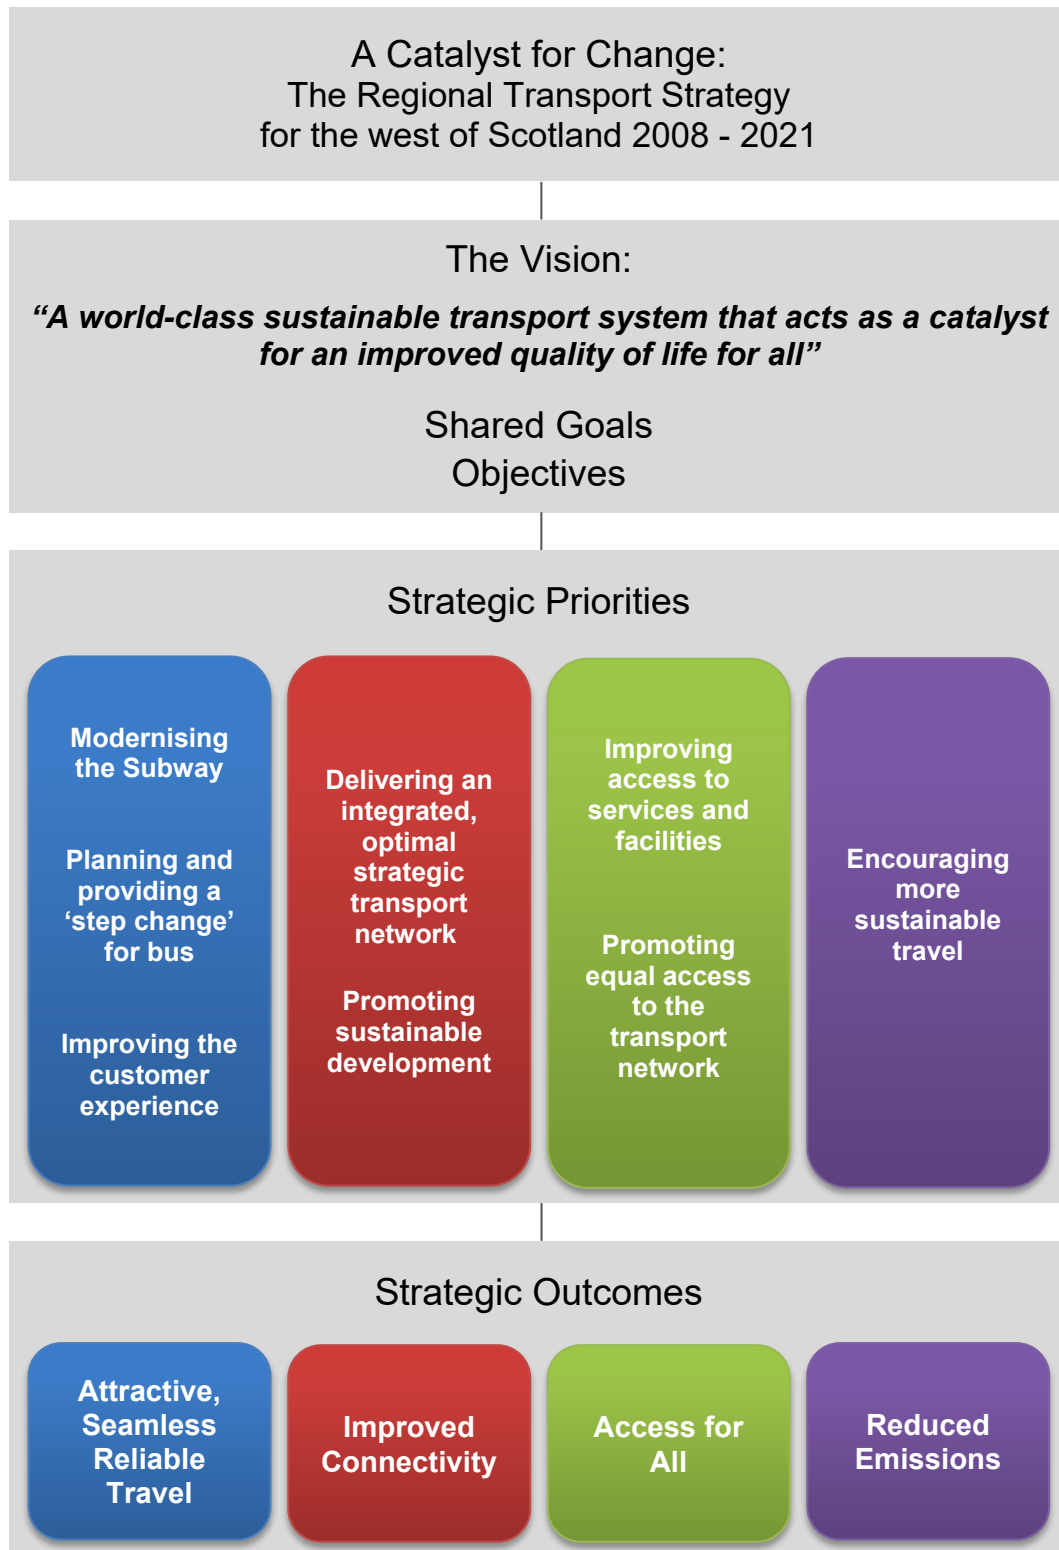 A Catalyst for Change:
The Regional Transport Strategy
for the west of Scotland 2008 - 2021
The Vision:
“A world-class sustainable transport system that acts as a catalyst
for an improved quality of life for all”
Shared Goals
Objectives
Strategic Priorities
Modernising
the Subway
Planning and
providing a
‘step change’
for bus
Improving the
customer
experience
Delivering an
integrated,
optimal
strategic
transport
network
Promoting
sustainable
development
Improving
access to
services and
facilities
Promoting
equal access
to the
transport
network
Encouraging
more
sustainable
travel
Strategic Outcomes
Attractive,
Seamless
Reliable
Travel
Improved
Connectivity
Access for
All
Reduced
Emissions